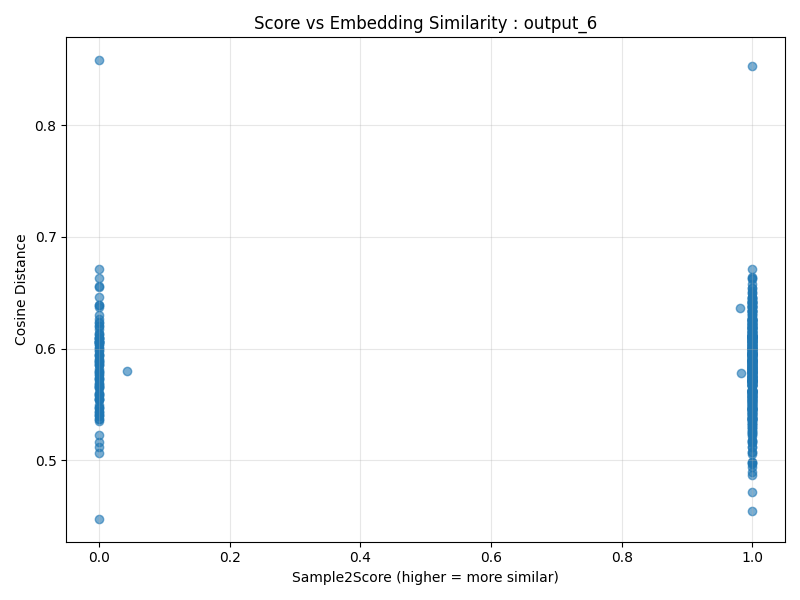 Score vs Embedding Similarity : output_6
Cosine Distance
0.8
0.7
0.6
0.5
0.0 0.2 0.4 0.6 0.8 1.0
Sample2Score (higher = more similar)